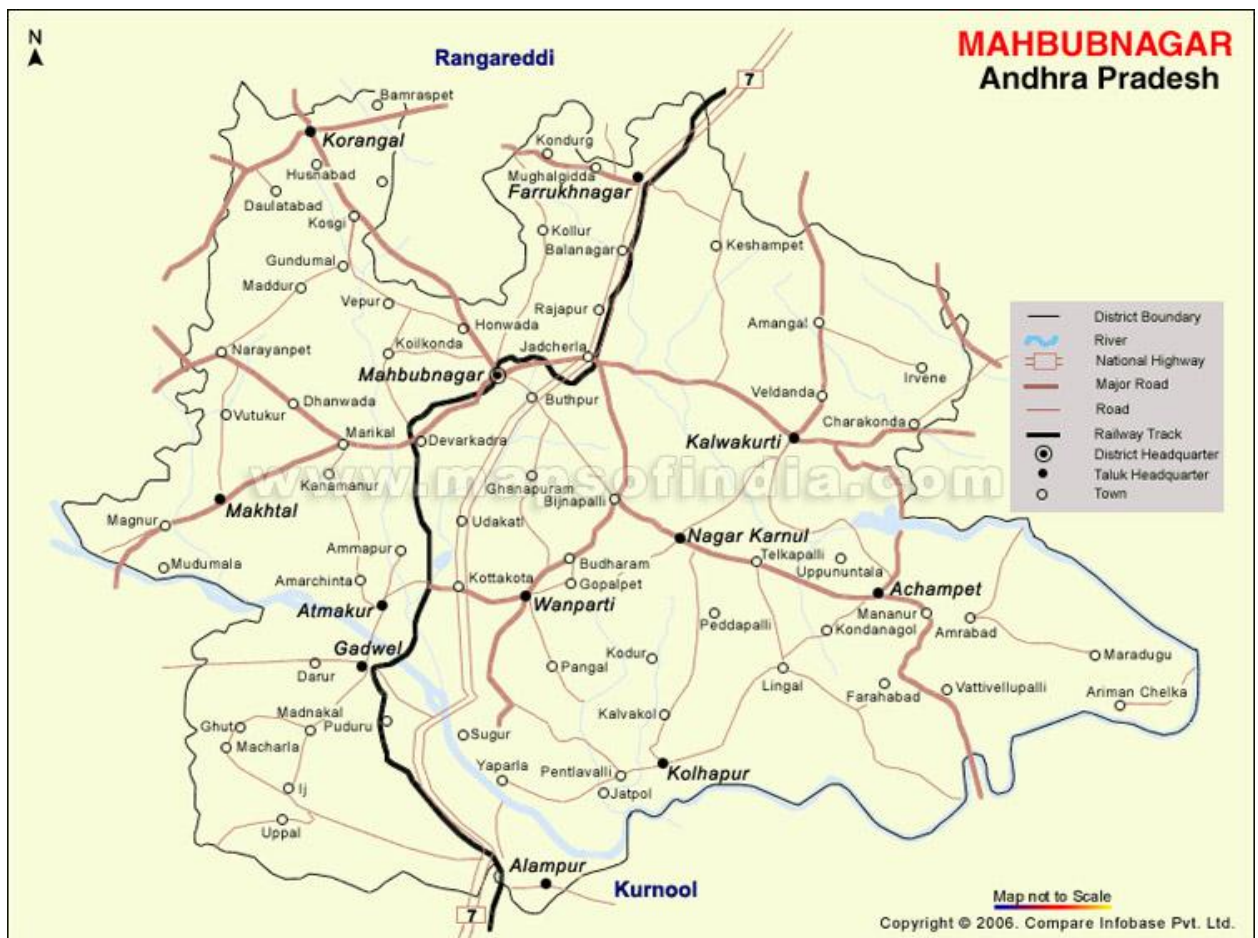 N
Rangareddi
MAHBUBNAGAR
Andhra Pradesh
7
Bamraspet
Korangal
Kondurg
Husnabad
Mughalgidda
Farrukhnagar
Daulatabad
Kosgi
Kollur
Balanagar
Keshampet
Gundumal
Maddur
Vepur
Rajapur
Honwada
Amangal
District Boundary
River
National Highway
Major Road
Road
Railway Track
District Headquarter
Taluk Headquarter
Town
Narayanpet
Koilkonda
Jadcherla
Mahbubnagar
Irvene
Dhanwada
Buthpur
Veldanda
Vutukur
Charakonda
Marikal
Devarkadra
Kalwakurti
www.mapsofindia.com
Kanamanur
Ghanapuram
Bijnapalli
Makhtal
Magnur
Udakati
Nagar Karnul
Ammapur
Mudumala
Budharam
Telkapalli
Uppununtala
Amarchinta
Kottakota
Gopalpet
Achampet
Atmakur
Wanparti
Peddapalli
Mananur
Kondanagol
Amrabad
Gadwel
Darur
Pangal
Kodur
Lingal
Maradugu
Farahabad
Vattivellupalli
Ariman Chelka
Madnakal
Ghut
Puduru
Kalvakol
Macharla
Sugur
Yaparla
Pentlavalli
Kolhapur
Ij
Jatpol
Uppal
Alampur
Kurnool
7
Map not to Scale
Copyright © 2006. Compare Infobase Pvt. Ltd.